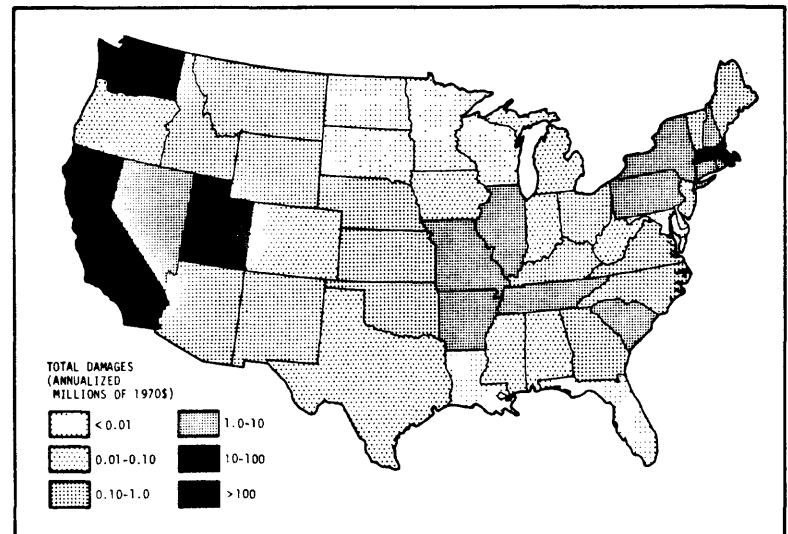 TOTAL DAMAGES
(ANNUALIZED
MILLIONS OF 1970$)
<0.01
0.01-0.10
0.10-1.0
1.0-10
10-100
>100